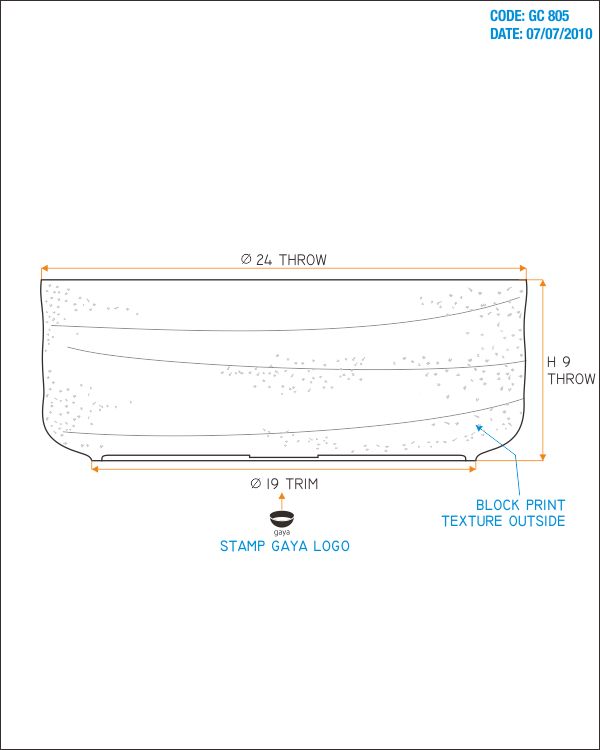 CODE: GC 805
DATE: 07/07/2010
Ø 24 THROW
H 9
THROW
Ø 19 TRIM
BLOCK PRINT
TEXTURE OUTSIDE
gaya
STAMP GAYA LOGO